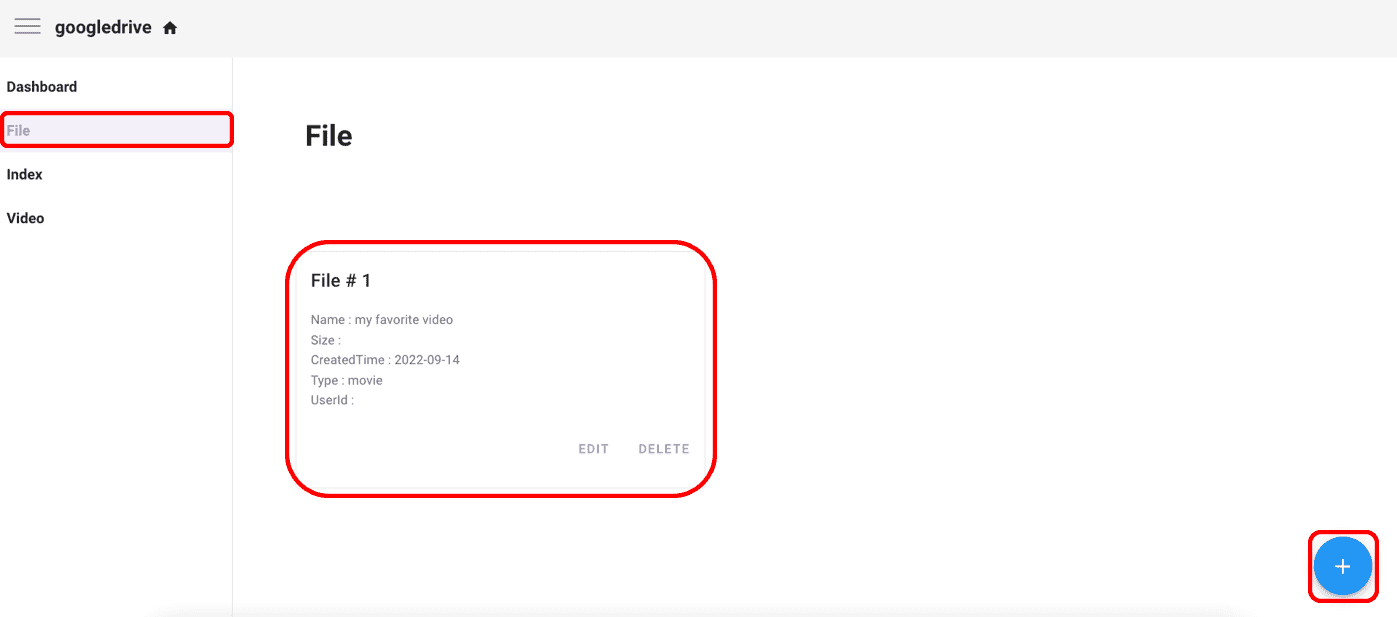 googledrive
Dashboard
File
Index
Video
File
File # 1
Name : my favorite video
Size :
CreatedTime : 2022-09-14
Type : movie
UserId :
EDIT DELETE
+